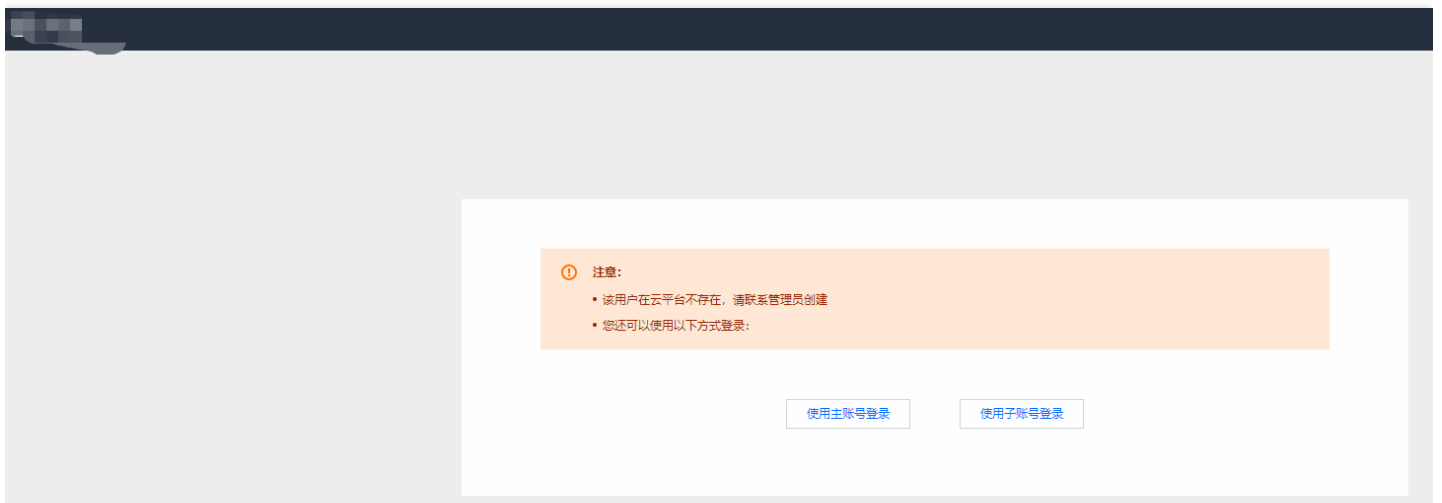 注意：
• 该用户在云平台不存在，请联系管理员创建
• 您还可以使用以下方式登录：
使用主账号登录
使用子账号登录